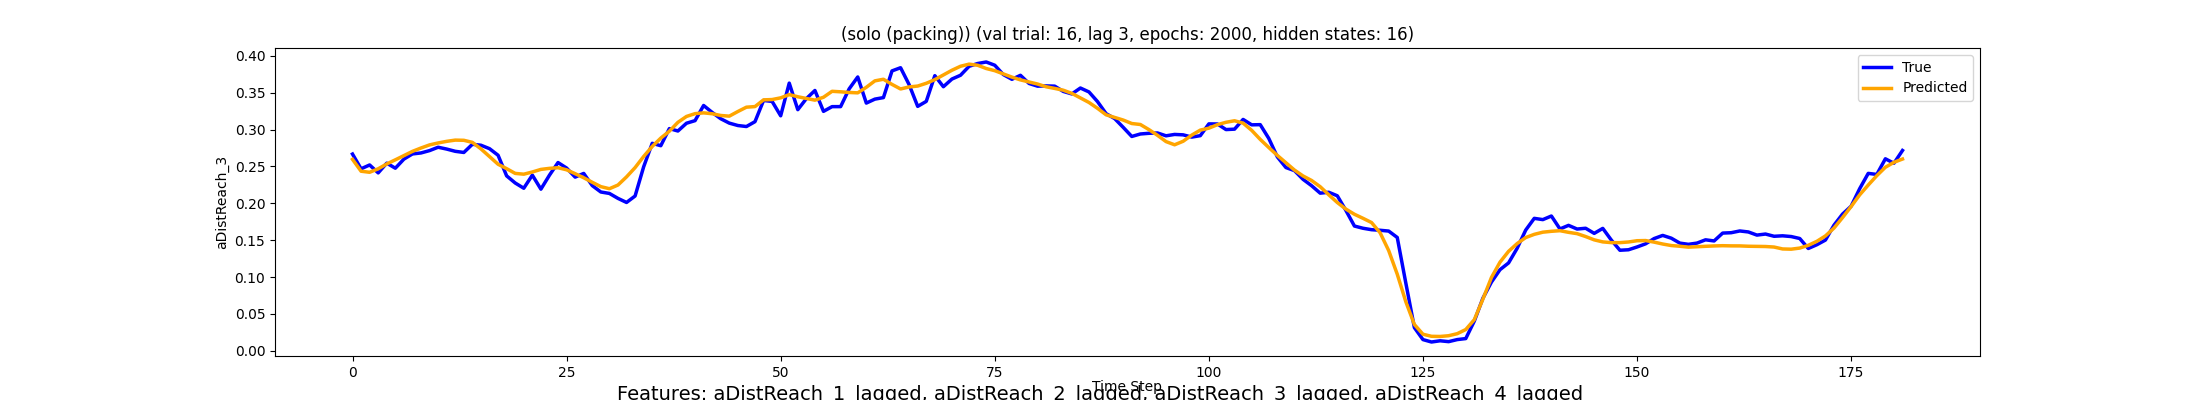 (solo (packing)) (val trial: 16, lag 3, epochs: 2000, hidden states: 16)
True
Predicted
aDistReach_3
0.40
0.35
0.30
0.25
0.20
0.15
0.10
0.05
0.00
0 25 50 75 100 125 150 175
Time Step
Features: aDistReach_1_lagged, aDistReach_2_lagged, aDistReach_3_lagged, aDistReach_4_lagged